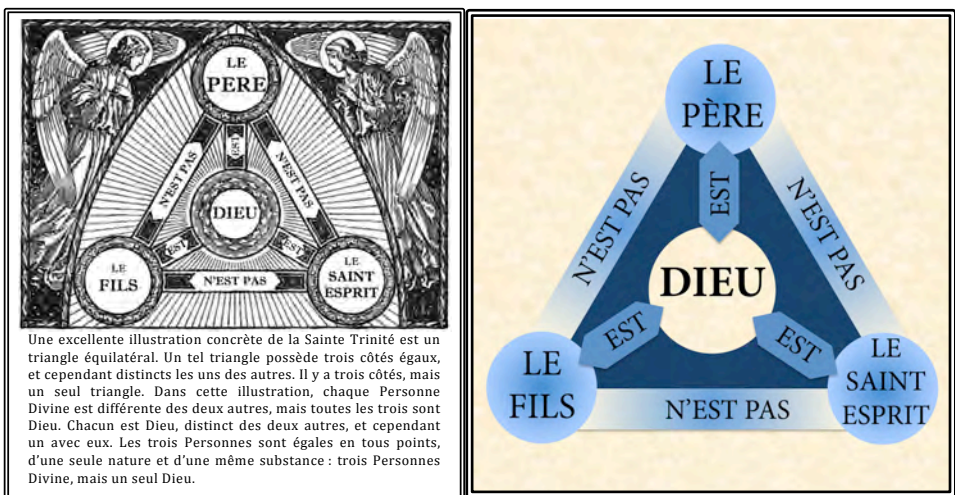 LE
PERE
N'EST PAS
EST
N'EST PAS
DIEU
EST
EST
LE
FILS
N'EST PAS
LE
SAINT
ESPRIT
Une excellente illustration concrète de la Sainte Trinité est un
triangle équilatéral. Un tel triangle possède trois côtés égaux,
et cependant distincts les uns des autres. Il y a trois côtés, mais
un seul triangle. Dans cette illustration, chaque Personne
Divine est différente des deux autres, mais toutes les trois sont
Dieu. Chacun est Dieu, distinct des deux autres, et cependant
un avec eux. Les trois Personnes sont égales en tous points,
d'une seule nature et d'une même substance : trois Personnes
Divine, mais un seul Dieu.
LE
PÈRE
N'EST PAS
EST
N'EST PAS
DIEU
EST
EST
LE
FILS
N'EST PAS
LE
SAINT
ESPRIT